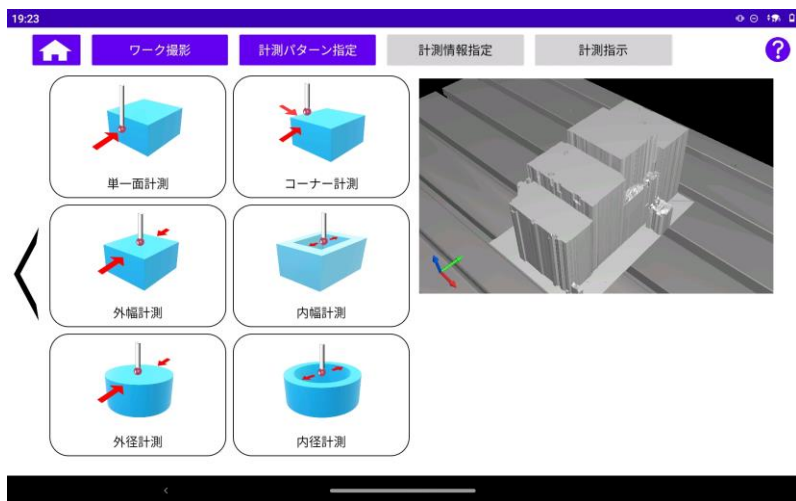 19:23
ワーク撮影
計測パターン指定
計測情報指定
計測指示
?
単一面計測
コーナー計測
外幅計測
内幅計測
外径計測
内径計測